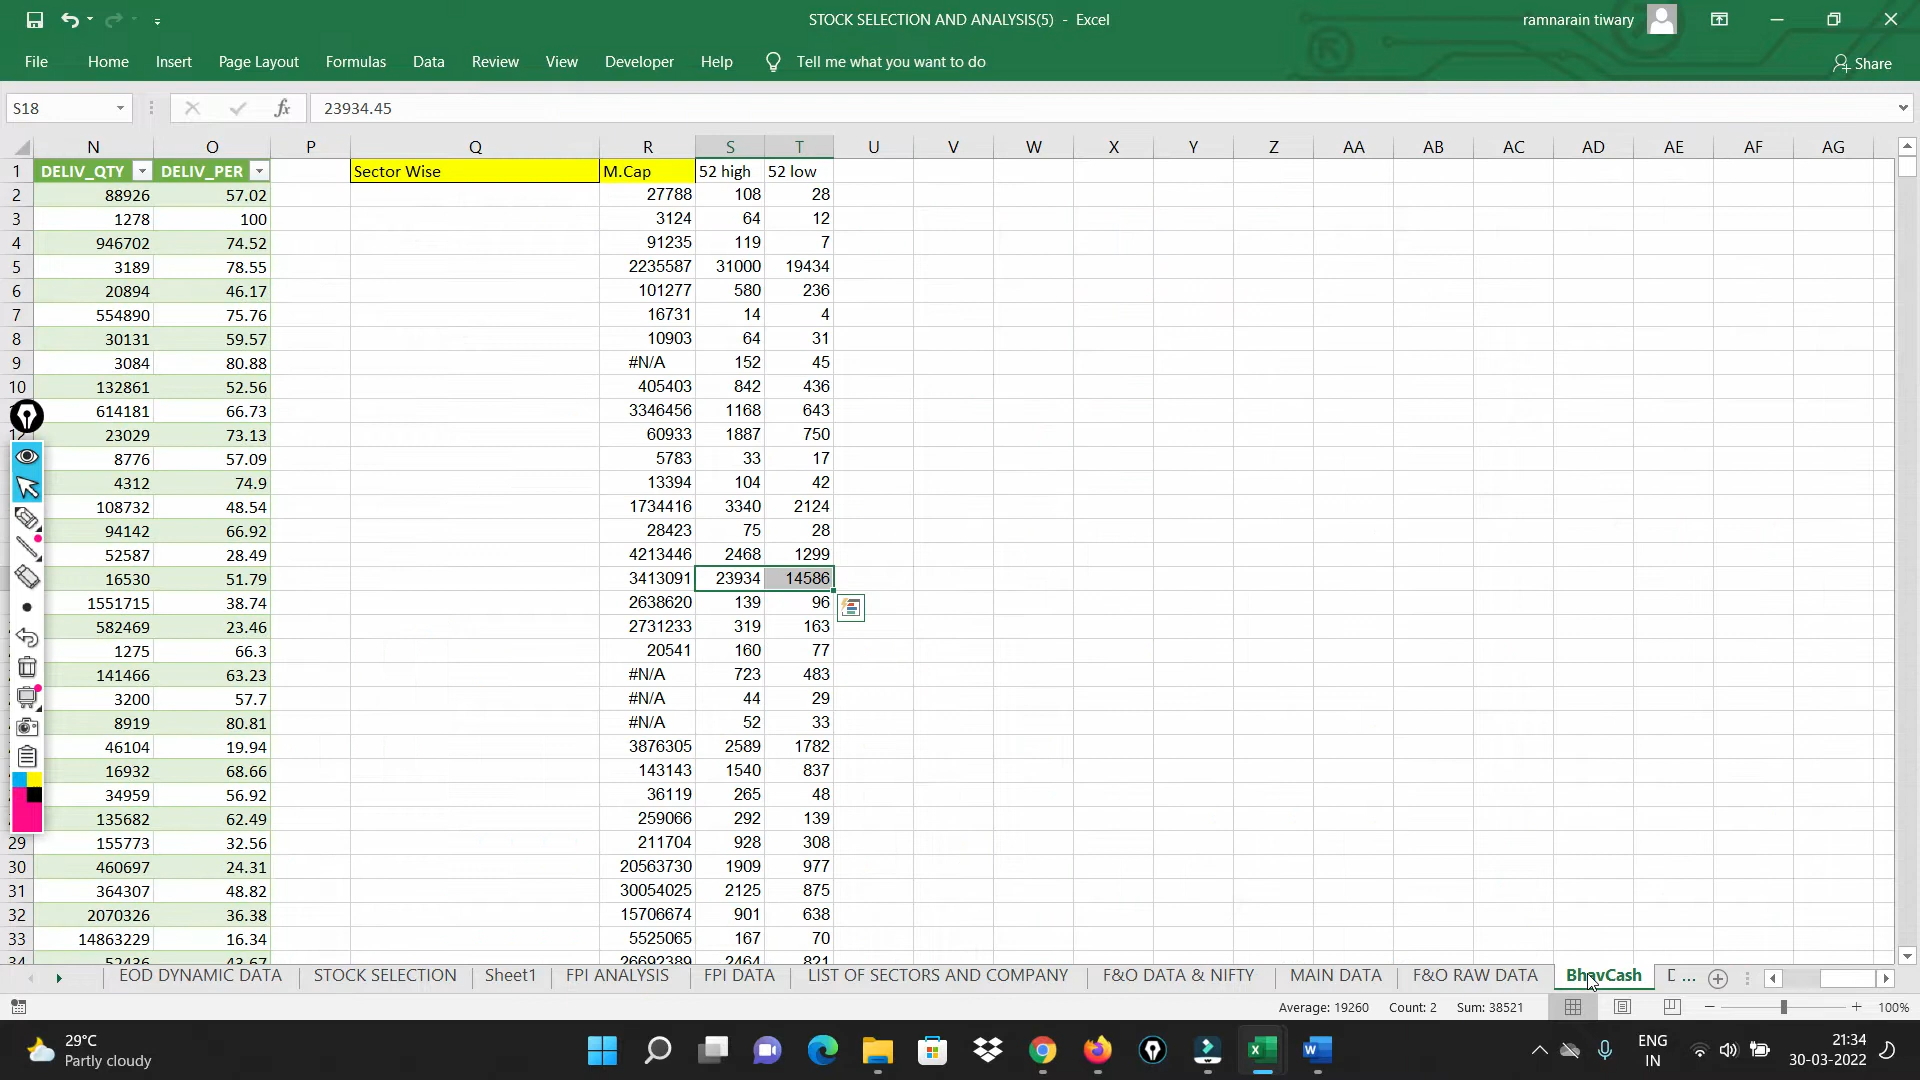 STOCK SELECTION AND ANALYSIS(5) - Excel
ramnarain tiwary
File Home Insert Page Layout Formulas Data Review View Developer Help Tell me what you want to do
Share
S18 fx 23934.45
N O P Q R S T U V W X Y Z AA AB AC AD AE AF AG
1 DELIV_QTY DELIV_PER Sector Wise M.Cap 52 high 52 low
2 88926 57.02 27788 108 28
3 1278 100 3124 64 12
4 946702 74.52 91235 119 7
5 3189 78.55 2235587 31000 19434
6 20894 46.17 101277 580 236
7 554890 75.76 16731 14 4
8 30131 59.57 10903 64 31
9 3084 80.88 #N/A 152 45
10 132861 52.56 405403 842 436
614181 66.73 3346456 1168 643
23029 73.13 60933 1887 750
8776 57.09 5783 33 17
4312 74.9 13394 104 42
108732 48.54 1734416 3340 2124
94142 66.92 28423 75 28
52587 28.49 4213446 2468 1299
16530 51.79 3413091 23934 14586
1551715 38.74 2638620 139 96
582469 23.46 2731233 319 163
1275 66.3 20541 160 77
141466 63.23 #N/A 723 483
3200 57.7 #N/A 44 29
8919 80.81 #N/A 52 33
46104 19.94 3876305 2589 1782
16932 68.66 143143 1540 837
34959 56.92 36119 265 48
135682 62.49 259066 292 139
29 155773 32.56 211704 928 308
30 460697 24.31 20563730 1909 977
31 364307 48.82 30054025 2125 875
32 2070326 36.38 15706674 901 638
33 14863229 16.34 5525065 167 70
34 52436 43.67 26692389 2464 821
EOD DYNAMIC DATA STOCK SELECTION Sheet1 FPI ANALYSIS FPI DATA LIST OF SECTORS AND COMPANY F&O DATA & NIFTY MAIN DATA F&O RAW DATA BhavCash D ...
Average: 19260 Count: 2 Sum: 38521 100%
29°C
Partly cloudy
ENG
IN
21:34
30-03-2022